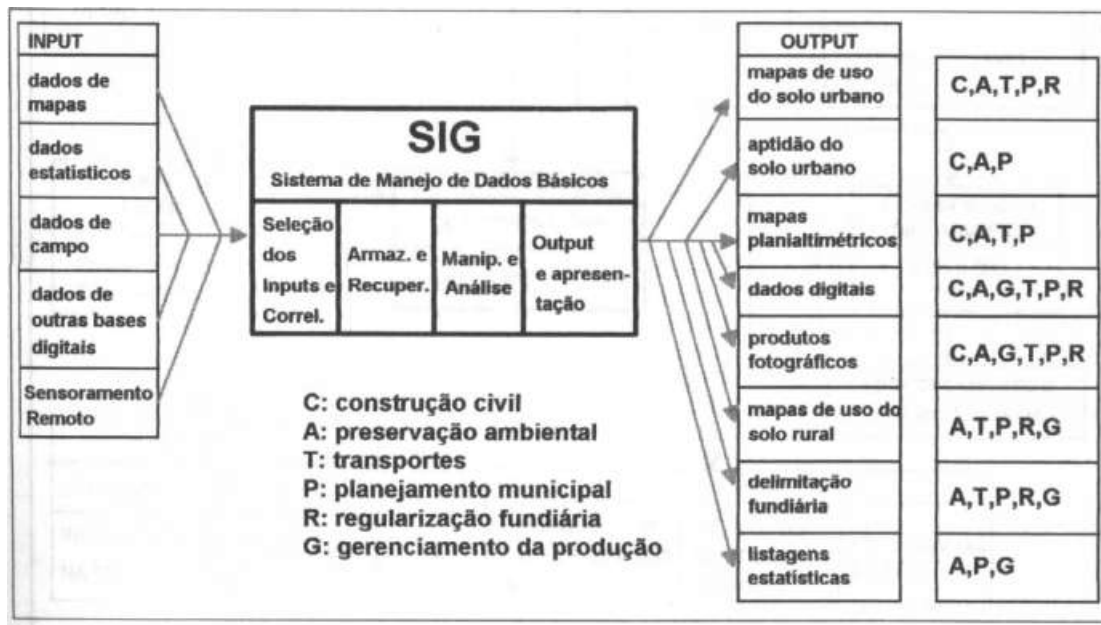 INPUT
dados de
mapas
dados
estatísticos
dados de
campo
dados de
outras bases
digitais
Sensoramento
Remoto
SIG
Sistema de Manejo de Dados Básicos
Seleção
dos
Inputs e
Correl.
Armaz. e
Recuper.
Manip. e
Análise
Output
e apresen-
tação
C: construção civil
A: preservação ambiental
T: transportes
P: planejamento municipal
R: regularização fundiária
G: gerenciamento da produção
OUTPUT
mapas de uso
do solo urbano
C,A,T,P,R
aptidão do
solo urbano
C,A,P
mapas
planialtimétricos
C,A,T,P
dados digitais
C,A,G,T,P,R
produtos
fotográficos
C,A,G,T,P,R
mapas de uso do
solo rural
A,T,P,R,G
delimitação
fundiária
A,T,P,R,G
listagens
estatísticas
A,P,G